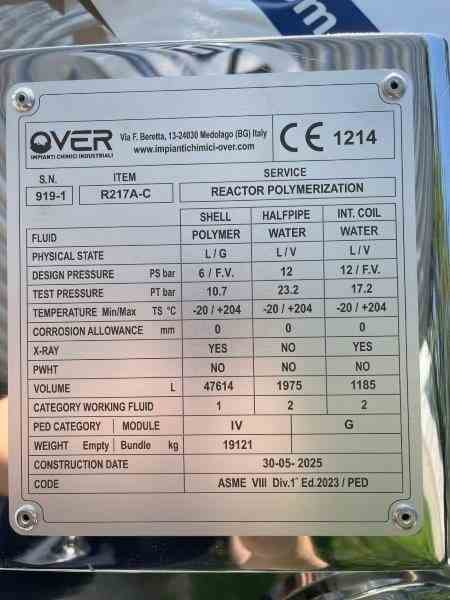 m
OVER
IMPIANTI CHIMICI INDUSTRIALI
Via F. Beretta, 13-24030 Medolago (BG) Italy
www.impiantichimici-over.com
CE 1214
S.N. ITEM SERVICE
919-1 R217A-C REACTOR POLYMERIZATION
SHELL HALFPIPE INT. COIL
FLUID POLYMER WATER WATER
PHYSICAL STATE L / G L / V L / V
DESIGN PRESSURE PS bar 6 / F.V. 12 12 / F.V.
TEST PRESSURE PT bar 10.7 23.2 17.2
TEMPERATURE Min/Max TS °C -20 / +204 -20 / +204 -20 / +204
CORROSION ALLOWANCE mm 0 0 0
X-RAY YES NO YES
PWHT NO NO NO
VOLUME L 47614 1975 1185
CATEGORY WORKING FLUID 1 2 2
PED CATEGORY | MODULE IV G
WEIGHT Empty | Bundle kg 19121
CONSTRUCTION DATE 30-05- 2025
CODE ASME VIII Div.1° Ed.2023 / PED